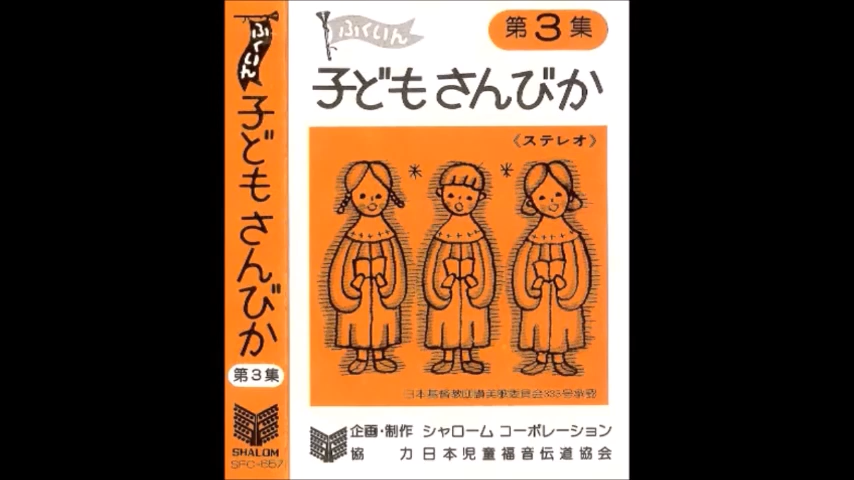 ふくいん
子どもさんびか
第3集
SHALOM
ふくいん
第3集
子どもさんびか
《ステレオ》
企画・制作 シャローム コーポレーション
協 力 日本児童福音伝道協会